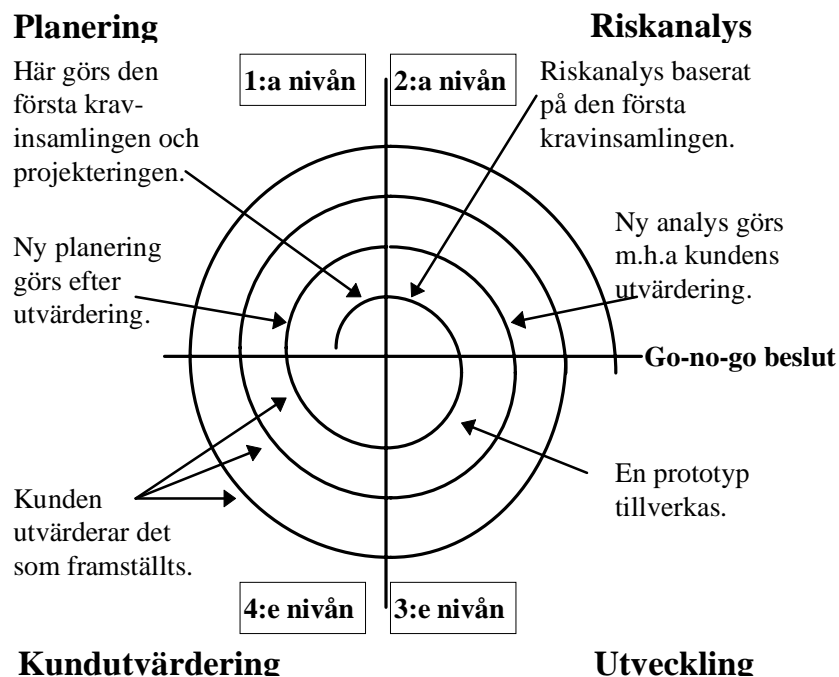 Planering
Riskanalys
Här görs den
första krav-
insamlingen och
projekteringen.
1:a nivån
2:a nivån
Riskanalys baserat
på den första
kravinsamlingen.
Ny planering
görs efter
utvärdering.
Ny analys görs
m.h.a kundens
utvärdering.
Go-no-go beslut
Kunden
utvärderar det
som framställts.
En prototyp
tillverkas.
4:e nivån
3:e nivån
Kundutvärdering
Utveckling